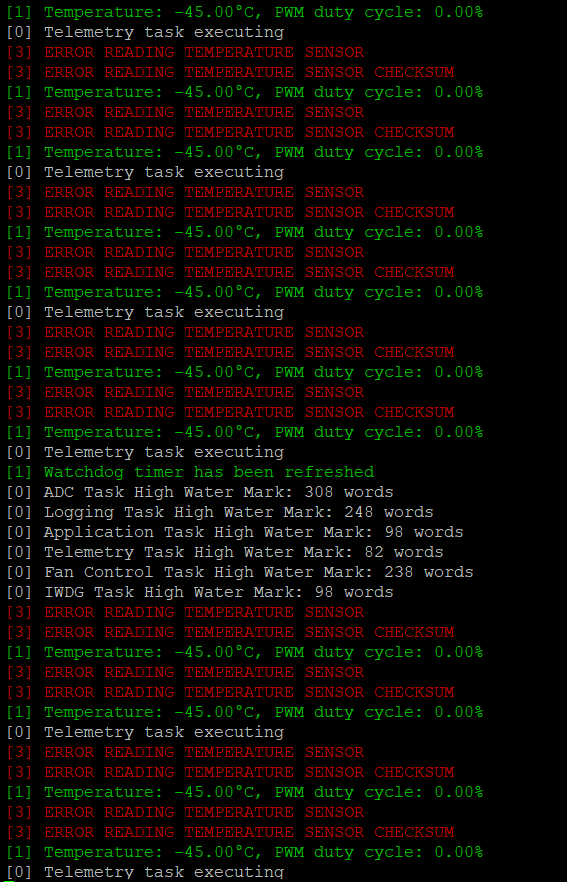 [1] Temperature: -45.00°C, PWM duty cycle: 0.00%
[0] Telemetry task executing
[3] ERROR READING TEMPERATURE SENSOR
[3] ERROR READING TEMPERATURE SENSOR CHECKSUM
[1] Temperature: -45.00°C, PWM duty cycle: 0.00%
[3] ERROR READING TEMPERATURE SENSOR
[3] ERROR READING TEMPERATURE SENSOR CHECKSUM
[1] Temperature: -45.00°C, PWM duty cycle: 0.00%
[0] Telemetry task executing
[3] ERROR READING TEMPERATURE SENSOR
[3] ERROR READING TEMPERATURE SENSOR CHECKSUM
[1] Temperature: -45.00°C, PWM duty cycle: 0.00%
[3] ERROR READING TEMPERATURE SENSOR
[3] ERROR READING TEMPERATURE SENSOR CHECKSUM
[1] Temperature: -45.00°C, PWM duty cycle: 0.00%
[0] Telemetry task executing
[3] ERROR READING TEMPERATURE SENSOR
[3] ERROR READING TEMPERATURE SENSOR CHECKSUM
[1] Temperature: -45.00°C, PWM duty cycle: 0.00%
[3] ERROR READING TEMPERATURE SENSOR
[3] ERROR READING TEMPERATURE SENSOR CHECKSUM
[1] Temperature: -45.00°C, PWM duty cycle: 0.00%
[0] Telemetry task executing
[1] Watchdog timer has been refreshed
[0] ADC Task High Water Mark: 308 words
[0] Logging Task High Water Mark: 248 words
[0] Application Task High Water Mark: 98 words
[0] Telemetry Task High Water Mark: 82 words
[0] Fan Control Task High Water Mark: 238 words
[0] IWDG Task High Water Mark: 98 words
[3] ERROR READING TEMPERATURE SENSOR
[3] ERROR READING TEMPERATURE SENSOR CHECKSUM
[1] Temperature: -45.00°C, PWM duty cycle: 0.00%
[3] ERROR READING TEMPERATURE SENSOR
[3] ERROR READING TEMPERATURE SENSOR CHECKSUM
[1] Temperature: -45.00°C, PWM duty cycle: 0.00%
[0] Telemetry task executing
[3] ERROR READING TEMPERATURE SENSOR
[3] ERROR READING TEMPERATURE SENSOR CHECKSUM
[1] Temperature: -45.00°C, PWM duty cycle: 0.00%
[3] ERROR READING TEMPERATURE SENSOR
[3] ERROR READING TEMPERATURE SENSOR CHECKSUM
[1] Temperature: -45.00°C, PWM duty cycle: 0.00%
[0] Telemetry task executing